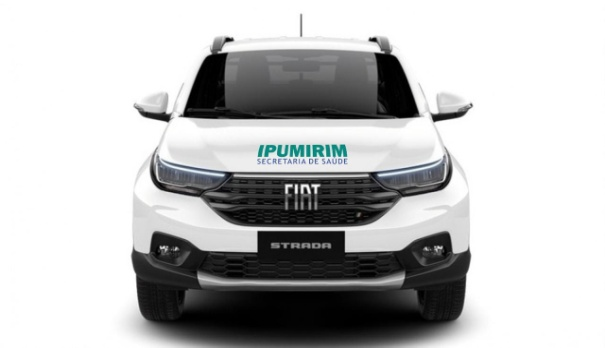 IPUMIRIM
SECRETARIA DE SAÚDE
FIAT
STRADA